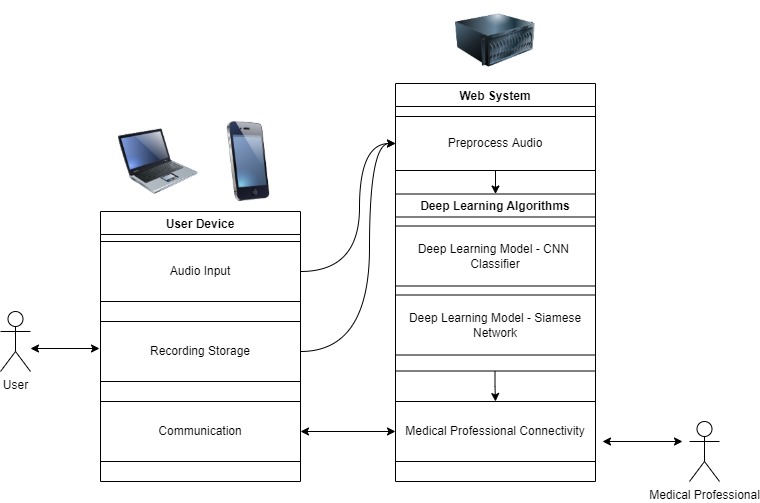 Web System
Preprocess Audio
Deep Learning Algorithms
Deep Learning Model - CNN
Classifier
Deep Learning Model - Siamese
Network
Medical Professional Connectivity
User Device
Audio Input
Recording Storage
Communication
User
Medical Professional